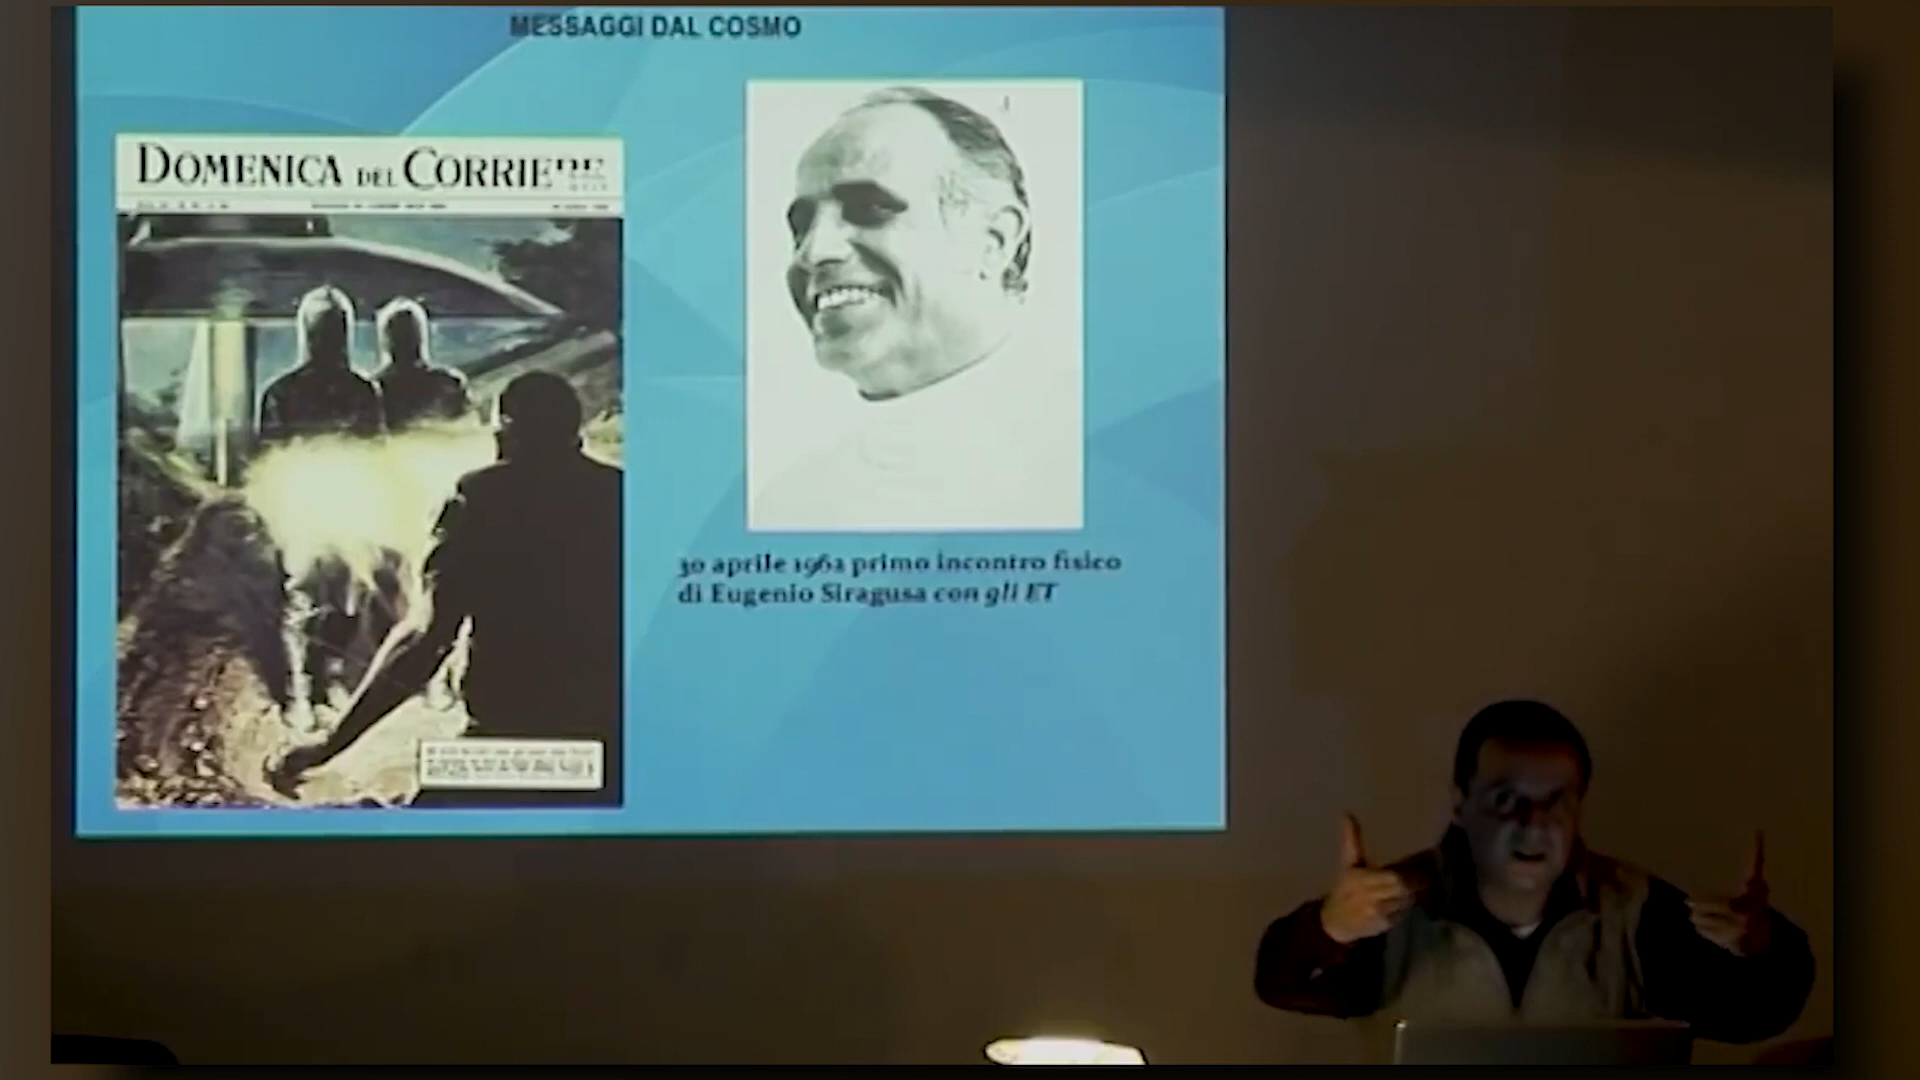 MESSAGGI DAL COSMO
DOMENICA DEL CORRIERE
30 aprile 1962 primo incontro fisico
di Eugenio Siragusa con gli ET